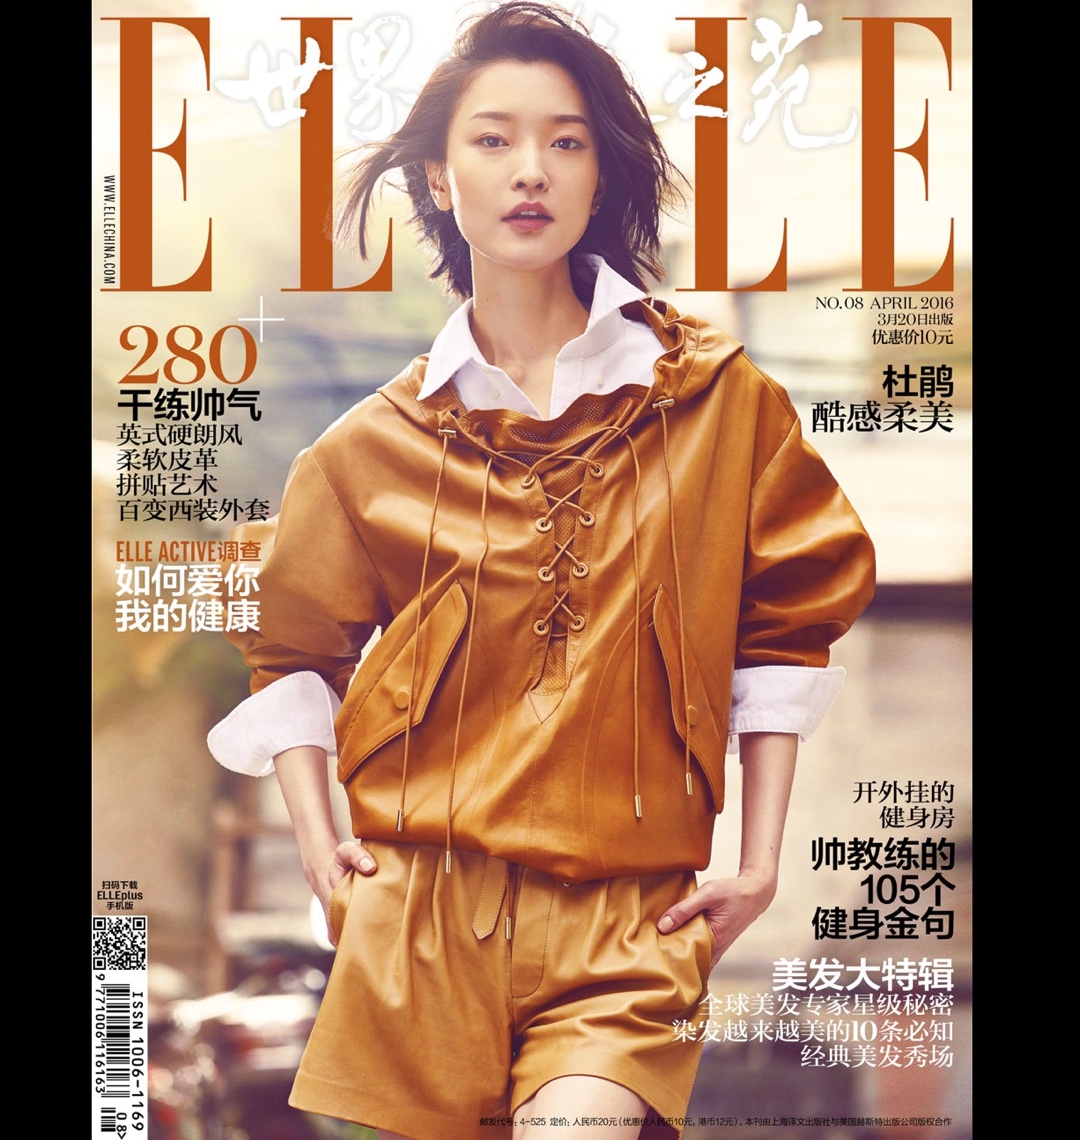 ELLE
世界
之苑
WWW.ELLECHINA.COM
NO.08 APRIL 2016
3月20日出版
优惠价10元
280+
干练帅气
英式硬朗风
柔软皮革
拼贴艺术
百变西装外套
ELLE ACTIVE调查
如何爱你
我的健康
杜鹃
酷感柔美
开外挂的
健身房
帅教练的
105个
健身金句
美发大特辑
全球美发专家星级秘密
染发越来越美的10条必知
经典美发秀场
扫码下载
ELLEplus
手机版
ISSN 1006-1169
9 771006 116163
08>
邮发代号：4-525 定价：人民币20元（优惠价人民币10元，港币12元），本刊由上海译文出版社与美国赫斯特出版公司版权合作